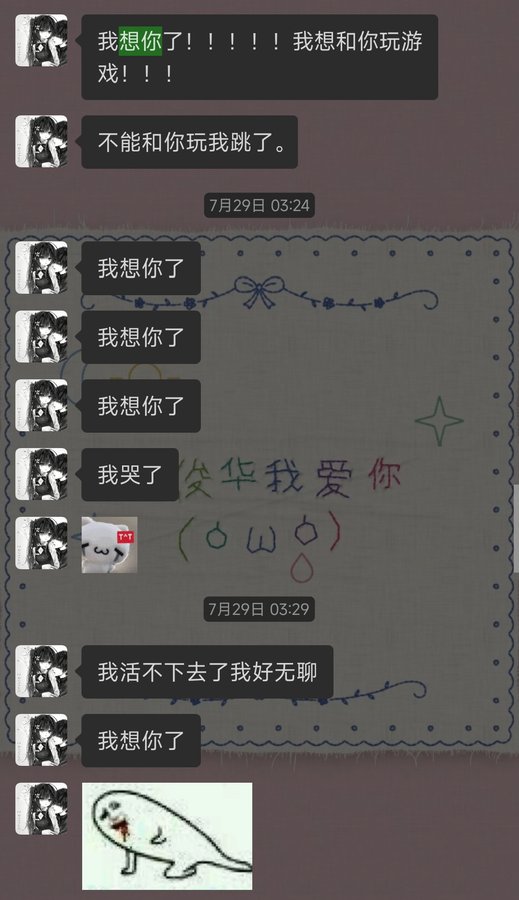 我想你了！！！！！！我想和你玩游
戏！！！
不能和你玩我跳了。
7月29日 03:24
我想你了
我想你了
我想你了
我哭了
俊华我爱你
(óωò)
T^T
7月29日 03:29
我活不下去了我好无聊
我想你了